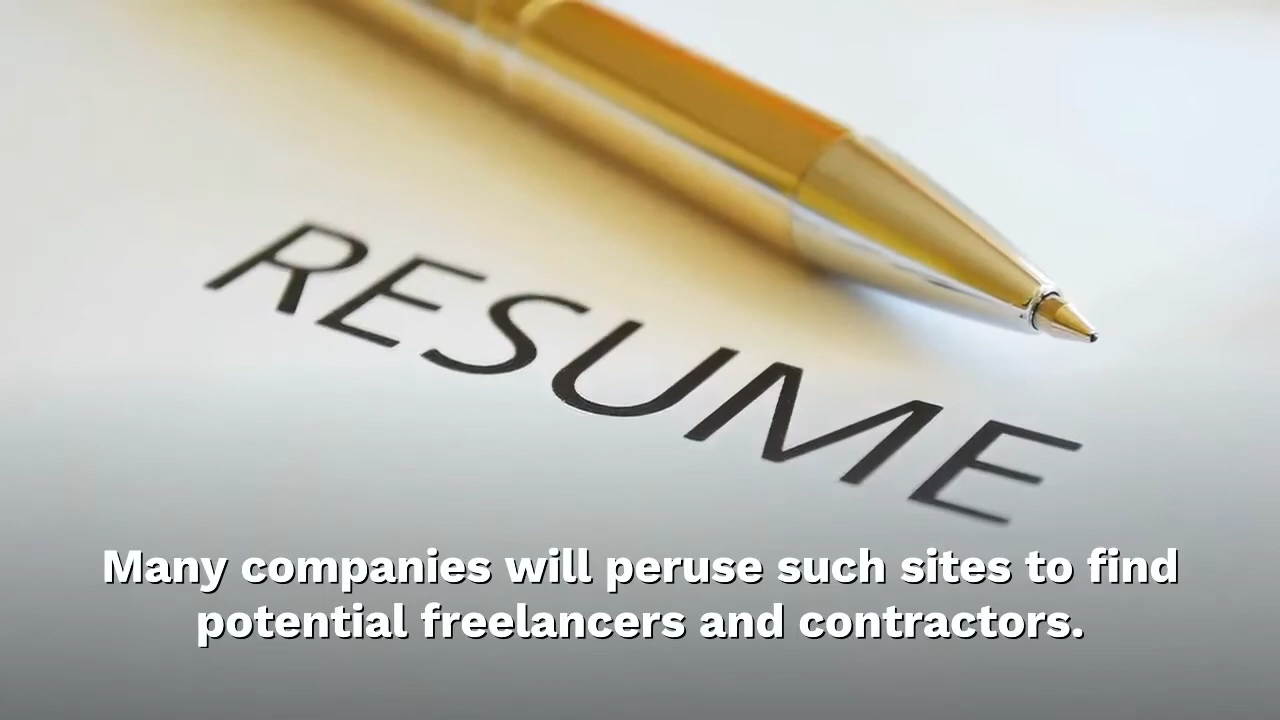 RESUME
Many companies will peruse such sites to find
potential freelancers and contractors.